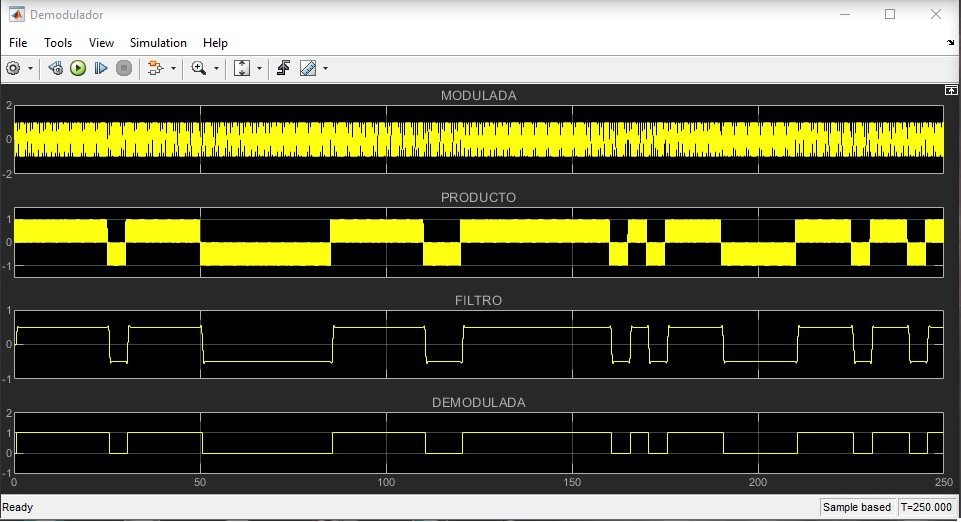 Demodulador
File Tools View Simulation Help
MODULADA
2
0
-2
PRODUCTO
1
0
-1
FILTRO
1
0
-1
DEMODULADA
2
1
0
-1
0 50 100 150 200 250
Ready Sample based T=250.000